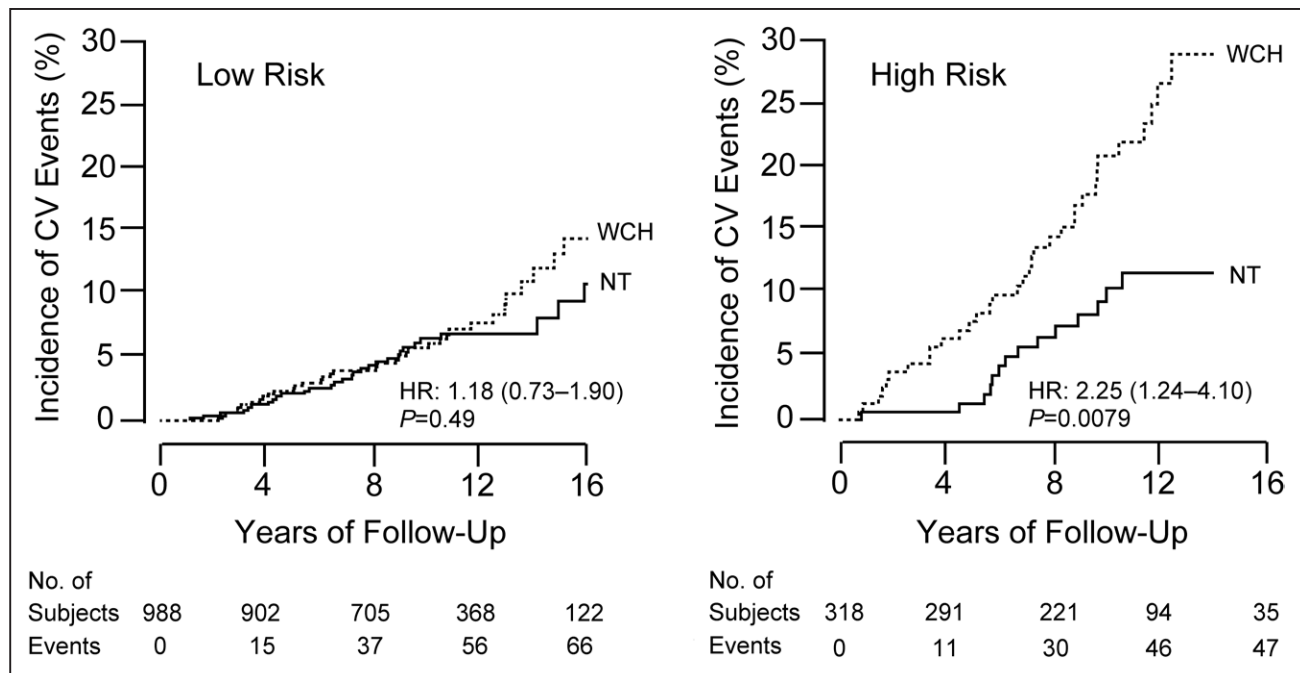 Low Risk
Incidence of CV Events (%)
30
25
20
15
10
5
0
WCH
NT
HR: 1.18 (0.73–1.90)
P=0.49
0 4 8 12 16
Years of Follow-Up
No. of
Subjects 988 902 705 368 122
Events 0 15 37 56 66
High Risk
Incidence of CV Events (%)
30
25
20
15
10
5
0
WCH
NT
HR: 2.25 (1.24–4.10)
P=0.0079
0 4 8 12 16
Years of Follow-Up
No. of
Subjects 318 291 221 94 35
Events 0 11 30 46 47